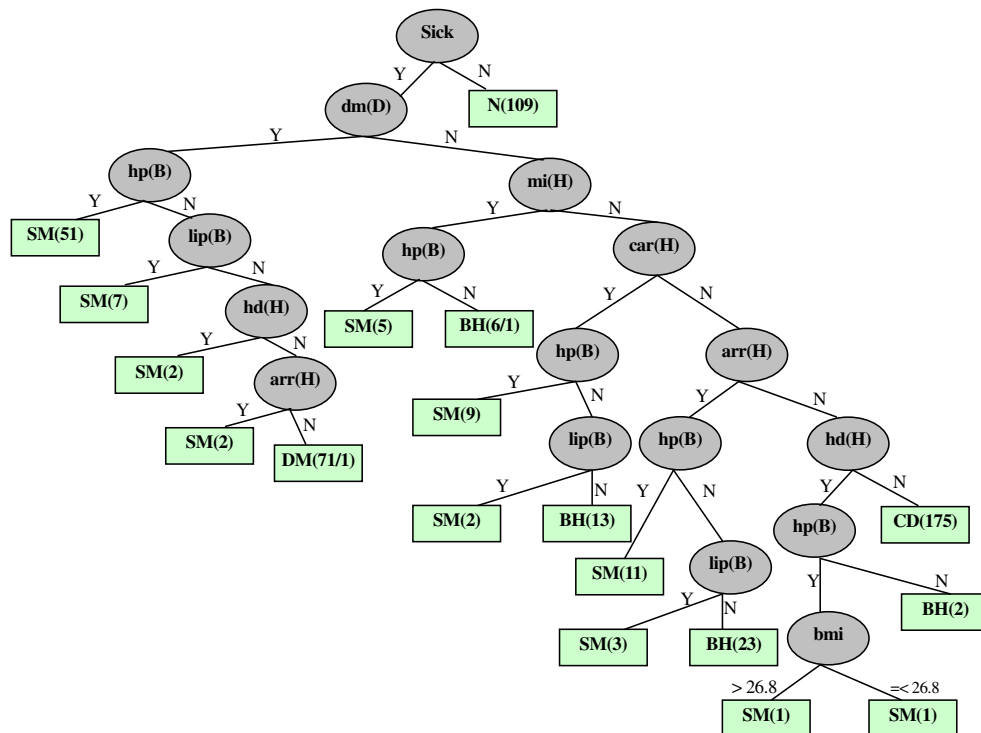 Sick
Y N
dm(D) N(109)
Y N
hp(B) mi(H)
Y N Y N
SM(51) lip(B) hp(B) car(H)
Y N Y N Y N
SM(7) hd(H) SM(5) BH(6/1)
Y N hp(B) arr(H)
SM(2) arr(H) Y N Y N
Y N SM(9) lip(B) hp(B) hd(H)
SM(2) DM(71/1)
Y N Y N Y N
SM(2) BH(13) hp(B) CD(175)
SM(11) lip(B) Y N
Y N BH(2)
SM(3) BH(23) bmi
> 26.8 =< 26.8
SM(1) SM(1)